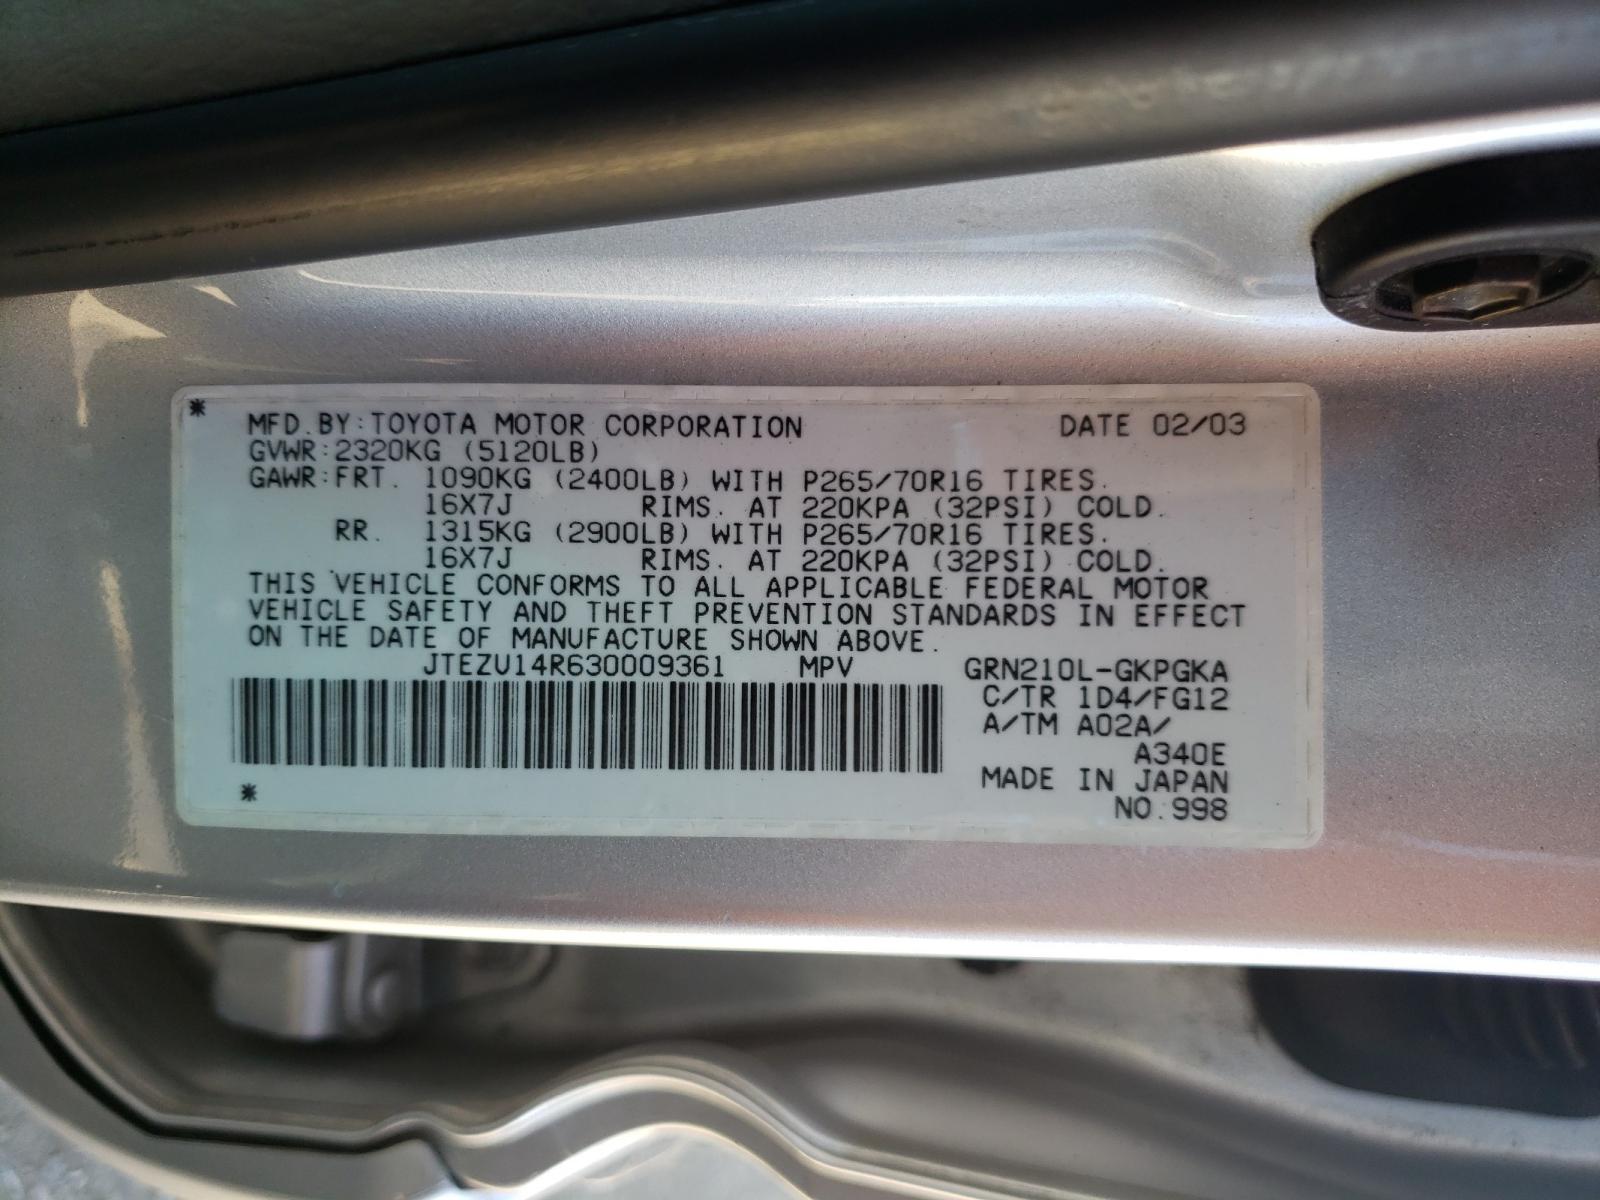 MFD.BY:TOYOTA MOTOR CORPORATION DATE 02/03
GVWR:2320KG (5120LB)
GAWR:FRT. 1090KG (2400LB) WITH P265/70R16 TIRES.
16X7J RIMS. AT 220KPA (32PSI) COLD.
RR. 1315KG (2900LB) WITH P265/70R16 TIRES.
16X7J RIMS. AT 220KPA (32PSI) COLD.
THIS VEHICLE CONFORMS TO ALL APPLICABLE FEDERAL MOTOR
VEHICLE SAFETY AND THEFT PREVENTION STANDARDS IN EFFECT
ON THE DATE OF MANUFACTURE SHOWN ABOVE.
JTEZU14R630009361 MPV GRN210L-GKPGKA
C/TR 1D4/FG12
A/TM A02A/
A340E
MADE IN JAPAN
NO.998